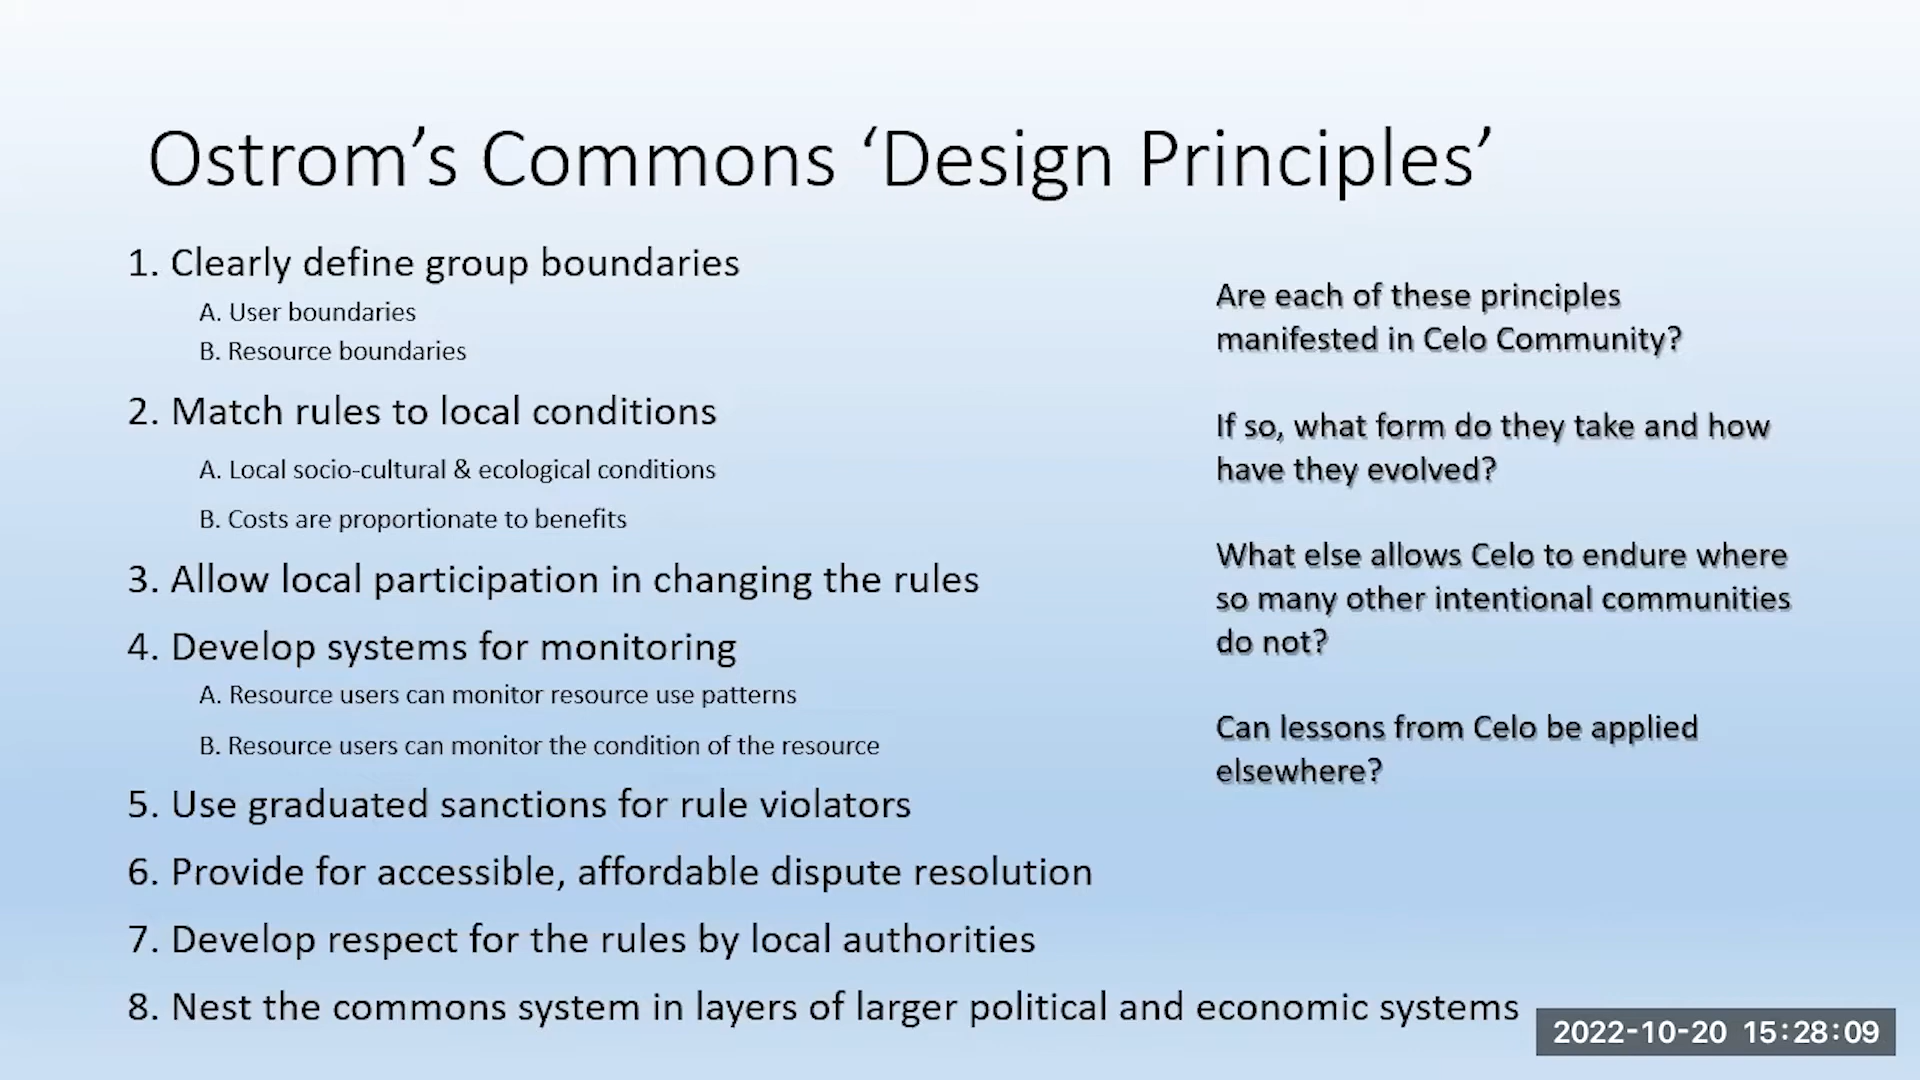 Ostrom’s Commons ‘Design Principles’
1. Clearly define group boundaries
A. User boundaries
B. Resource boundaries
2. Match rules to local conditions
A. Local socio-cultural & ecological conditions
B. Costs are proportionate to benefits
3. Allow local participation in changing the rules
4. Develop systems for monitoring
A. Resource users can monitor resource use patterns
B. Resource users can monitor the condition of the resource
5. Use graduated sanctions for rule violators
6. Provide for accessible, affordable dispute resolution
7. Develop respect for the rules by local authorities
8. Nest the commons system in layers of larger political and economic systems
Are each of these principles
manifested in Celo Community?
If so, what form do they take and how
have they evolved?
What else allows Celo to endure where
so many other intentional communities
do not?
Can lessons from Celo be applied
elsewhere?
2022-10-20 15:28:09